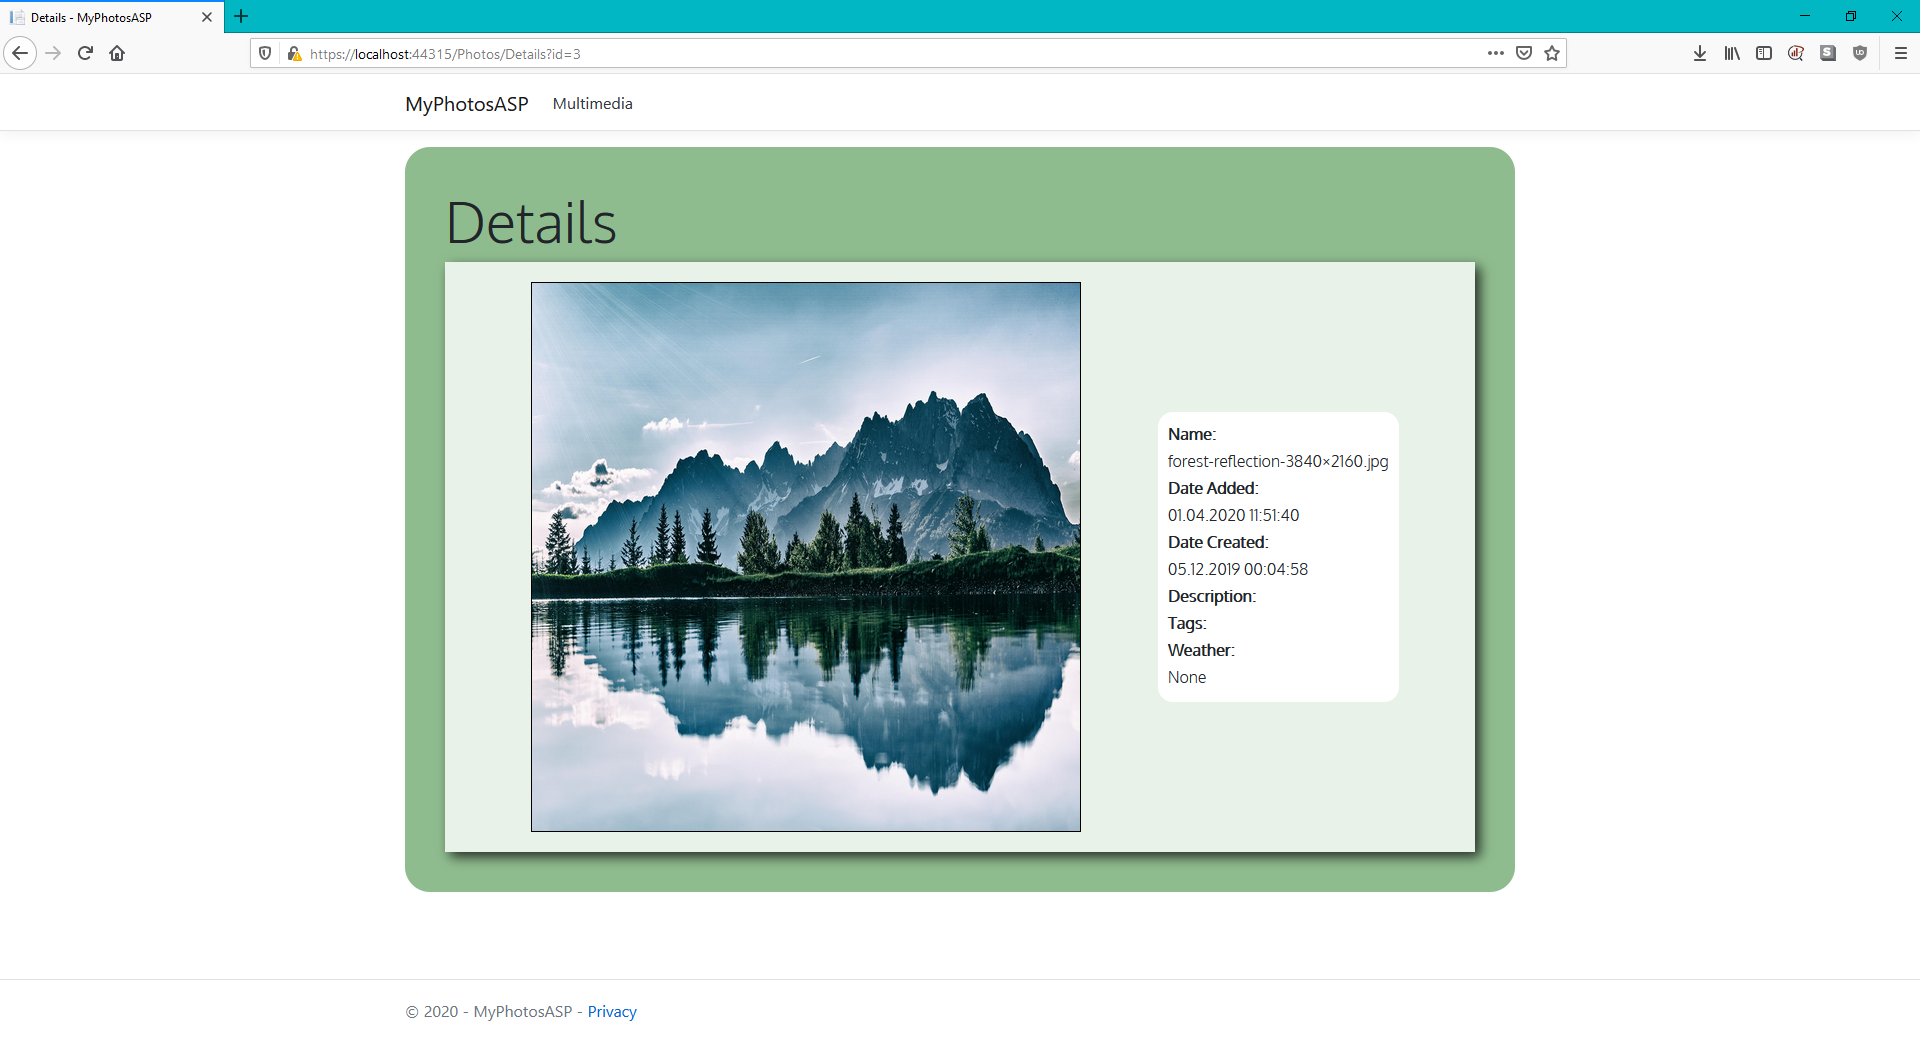 Details - MyPhotosASP
https://localhost:44315/Photos/Details?id=3
MyPhotosASP Multimedia
Details
Name:
forest-reflection-3840×2160.jpg
Date Added:
01.04.2020 11:51:40
Date Created:
05.12.2019 00:04:58
Description:
Tags:
Weather:
None
© 2020 - MyPhotosASP - Privacy